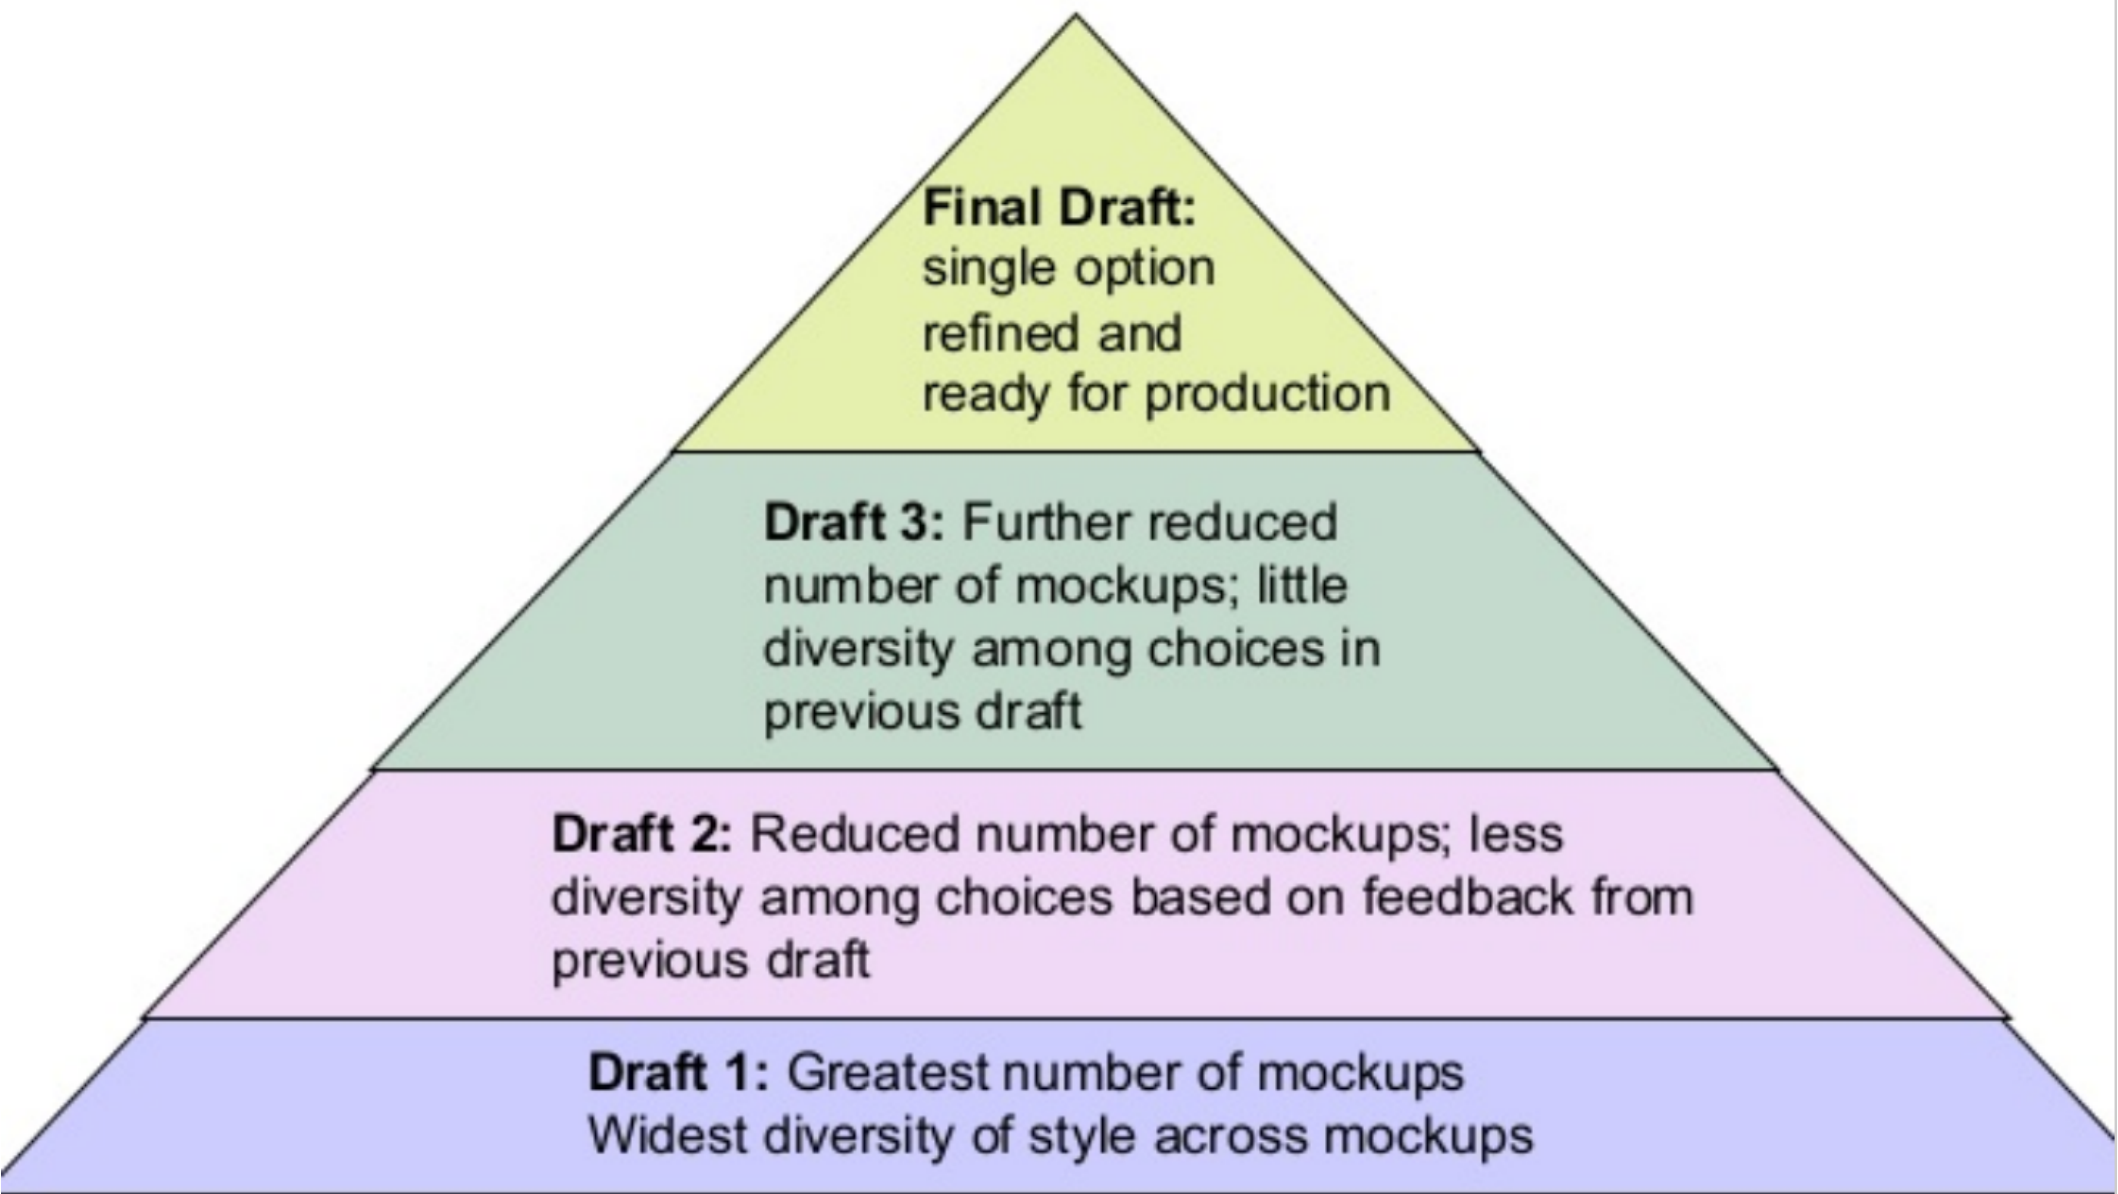 Final Draft:
single option
refined and
ready for production
Draft 3: Further reduced
number of mockups; little
diversity among choices in
previous draft
Draft 2: Reduced number of mockups; less
diversity among choices based on feedback from
previous draft
Draft 1: Greatest number of mockups
Widest diversity of style across mockups